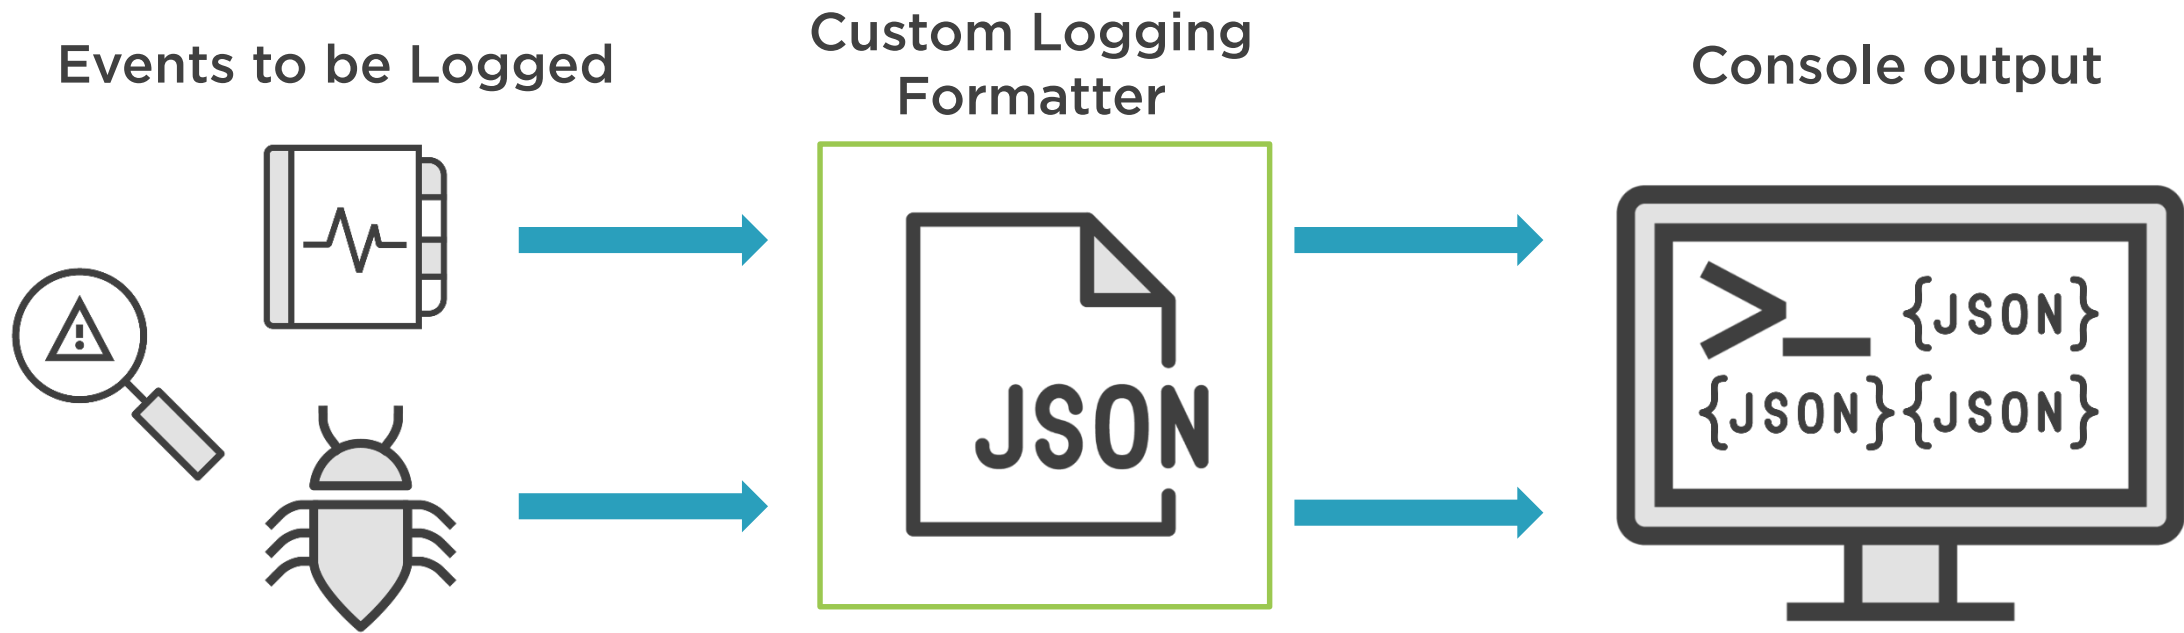 Events to be Logged
Custom Logging
Formatter
Console output
JSON
>_ {JSON}
{JSON}{JSON}